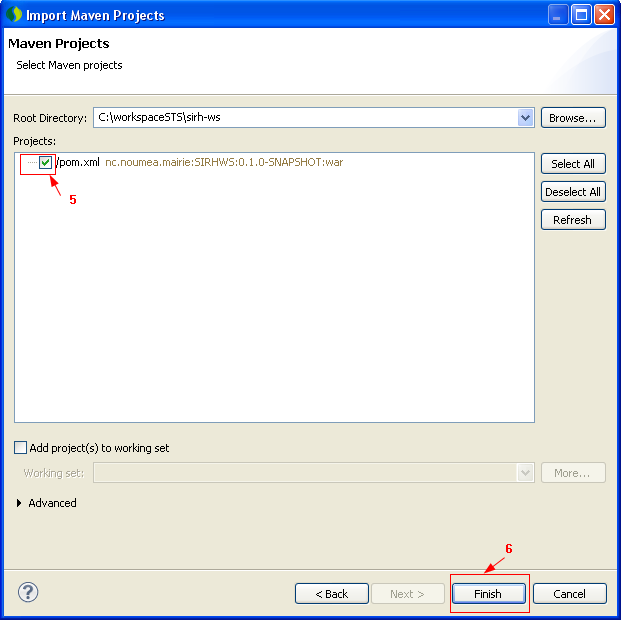 Import Maven Projects
Maven Projects
Select Maven projects
Root Directory: C:\workspaceSTS\sirh-ws Browse...
Projects:
/pom.xml nc.noumea.mairie:SIRHWS:0.1.0-SNAPSHOT:war Select All
Deselect All
5
Refresh
Add project(s) to working set
Working set: More...
Advanced
6
? < Back Next > Finish Cancel